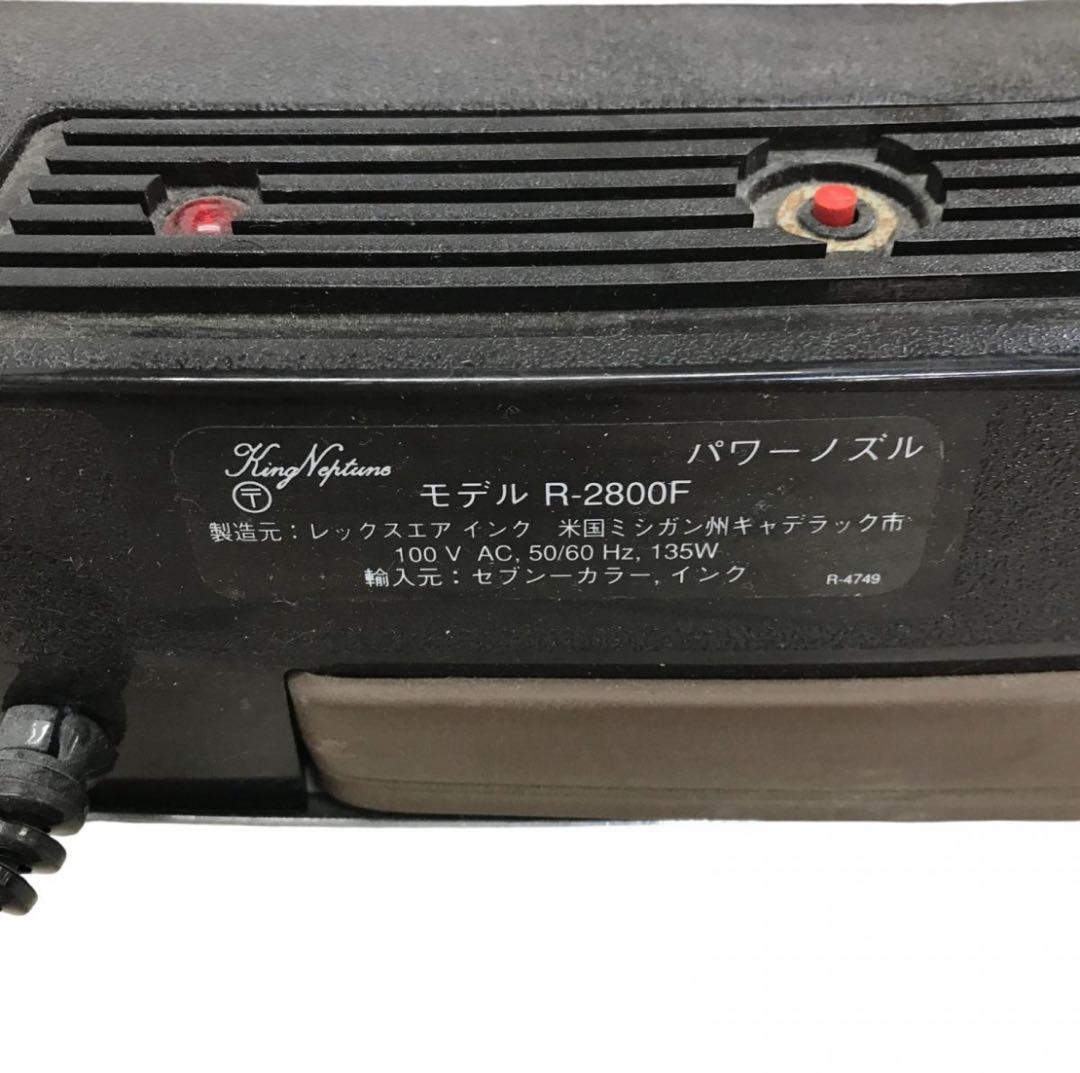 King Neptune パワーノズル
〒 モデル R-2800F
製造元：レックスエア インク 米国ミシガン州キャデラック市
100 V AC, 50/60 Hz, 135W
輸入元：セブンーカラー, インク R-4749